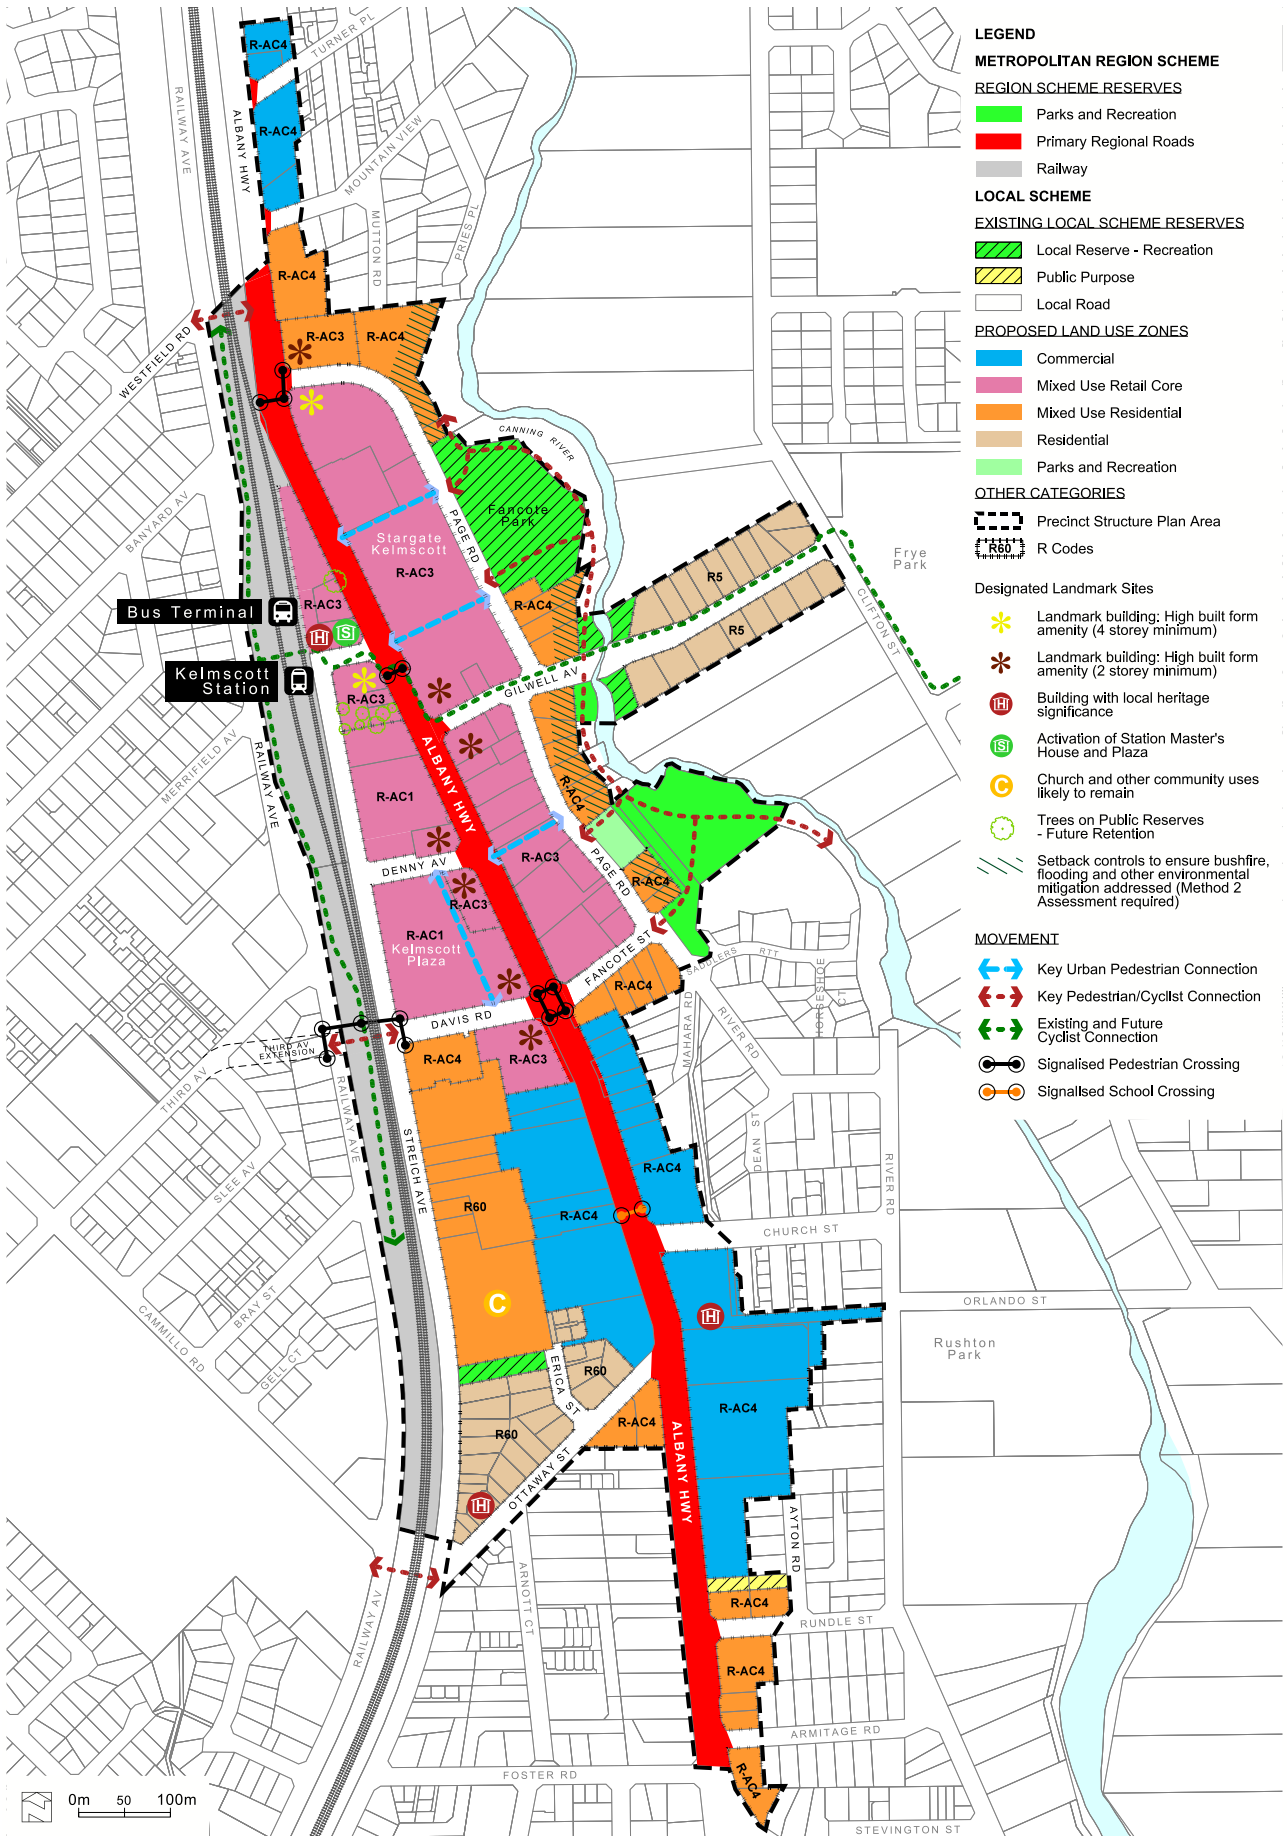 LEGEND
METROPOLITAN REGION SCHEME
REGION SCHEME RESERVES
Parks and Recreation
Primary Regional Roads
Railway
LOCAL SCHEME
EXISTING LOCAL SCHEME RESERVES
Local Reserve - Recreation
Public Purpose
Local Road
PROPOSED LAND USE ZONES
Commercial
Mixed Use Retail Core
Mixed Use Residential
Residential
Parks and Recreation
OTHER CATEGORIES
Precinct Structure Plan Area
R60
R Codes
Designated Landmark Sites
Landmark building: High built form
amenity (4 storey minimum)
Landmark building: High built form
amenity (2 storey minimum)
H
Building with local heritage
significance
S
Activation of Station Master's
House and Plaza
C
Church and other community uses
likely to remain
Trees on Public Reserves
- Future Retention
Setback controls to ensure bushfire,
flooding and other environmental
mitigation addressed (Method 2
Assessment required)
MOVEMENT
Key Urban Pedestrian Connection
Key Pedestrian/Cyclist Connection
Existing and Future
Cyclist Connection
Signalised Pedestrian Crossing
Signalised School Crossing
R-AC4
TURNER PL
RAILWAY AVE
ALBANY HWY
R-AC4
MOUNTAIN VIEW
MUTTON RD
PRIES PL
R-AC4
WESTFIELD RD
R-AC3
R-AC4
CANNING RIVER
BANYARD AV
Stargate
Kelmscott
R-AC3
PAGE RD
Fancote
Park
Frye
Park
R5
R5
CLIFTON ST
Bus Terminal
R-AC3
H
S
R-AC4
Kelmscott
Station
R-AC3
GILWELL AV
MERRIFIELD AV
RAILWAY AVE
ALBANY HWY
R-AC1
R-AC4
DENNY AV
R-AC3
PAGE RD
R-AC4
R-AC3
R-AC1
Kelmscott
Plaza
FANCOTE ST
SADDLERS RTT
HORSESHOE
CT
R-AC4
MAHARA RD
RIVER RD
DAVIS RD
THIRD AV
EXTENSION
THIRD AV
R-AC4
R-AC3
RAILWAY AVE
STREICH AVE
DEAN ST
RIVER RD
SLEE AV
R60
R-AC4
R-AC4
CHURCH ST
BRAY ST
CAMMILLO RD
GELL CT
C
H
ORLANDO ST
Rushton
Park
ERICA ST
R60
R-AC4
R-AC4
R60
H
OTTAWAY ST
ALBANY HWY
AYTON RD
ARNOTT CT
RAILWAY AV
R-AC4
RUNDLE ST
R-AC4
ARMITAGE RD
R-AC4
FOSTER RD
STEVINGTON ST
N
0m 50 100m